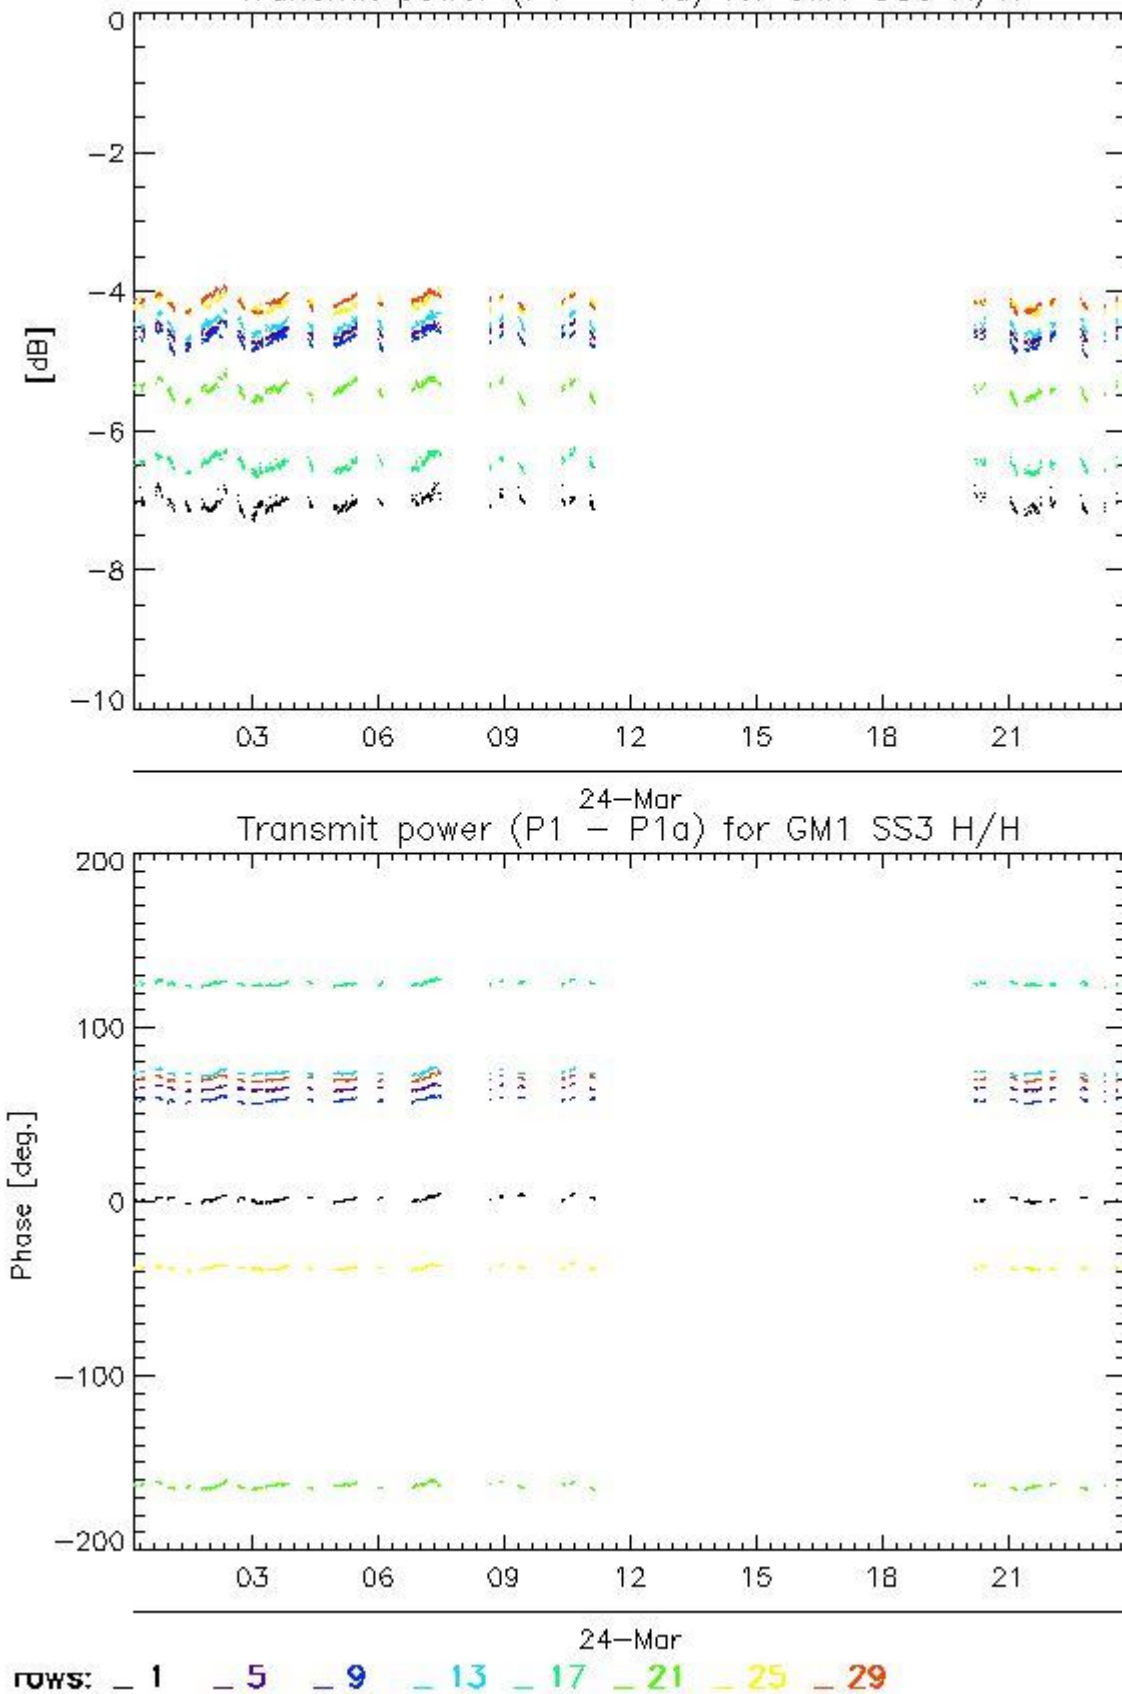 0
−2
−4
[dB]
−6
−8
−10
03 06 09 12 15 18 21
24−Mar
Transmit power (P1 − P1a) for GM1 SS3 H/H
200
100
0
Phase [deg.]
−100
−200
03 06 09 12 15 18 21
24−Mar
rows: _ 1 _ 5 _ 9 _ 13 _ 17 _ 21 _ 25 _ 29